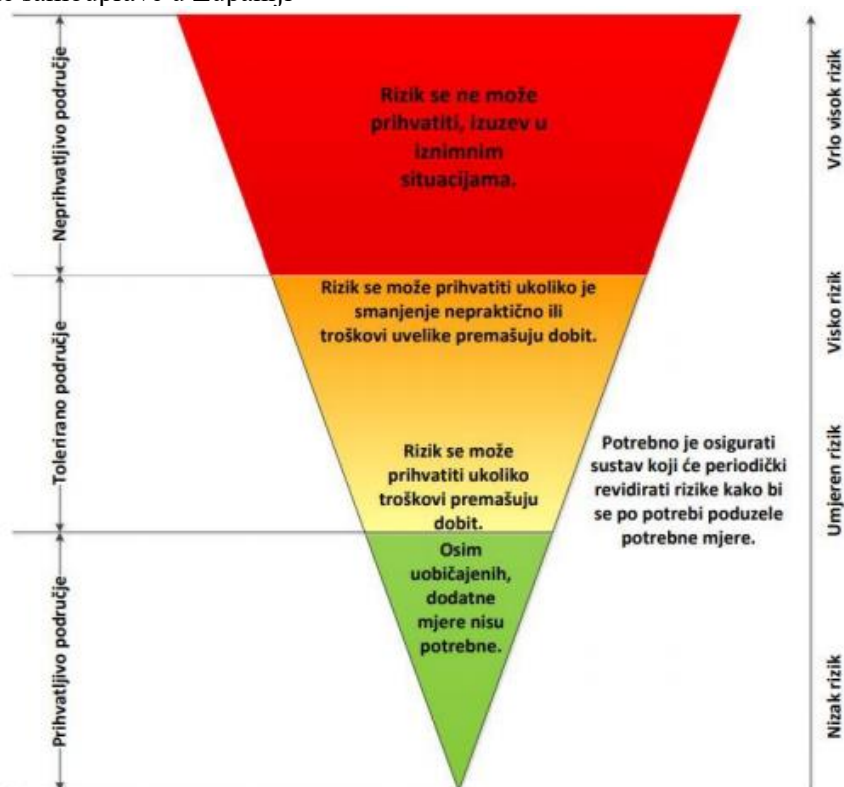 Neprihvatljivo područje
Rizik se ne može
prihvatiti, izuzev u
iznimnim
situacijama.
Vrlo visok rizik
Tolerirano područje
Rizik se može prihvatiti ukoliko je
smanjenje nepraktično ili
troškovi uvelike premašuju dobit.
Visko rizik
Rizik se može
prihvatiti ukoliko
troškovi premašuju
dobit.
Potrebno je osigurati
sustav koji će periodički
revidirati rizike kako bi
se po potrebi poduzele
potrebne mjere.
Umjeren rizik
Prihvatljivo područje
Osim
uobičajenih,
dodatne
mjere nisu
potrebne.
Nizak rizik